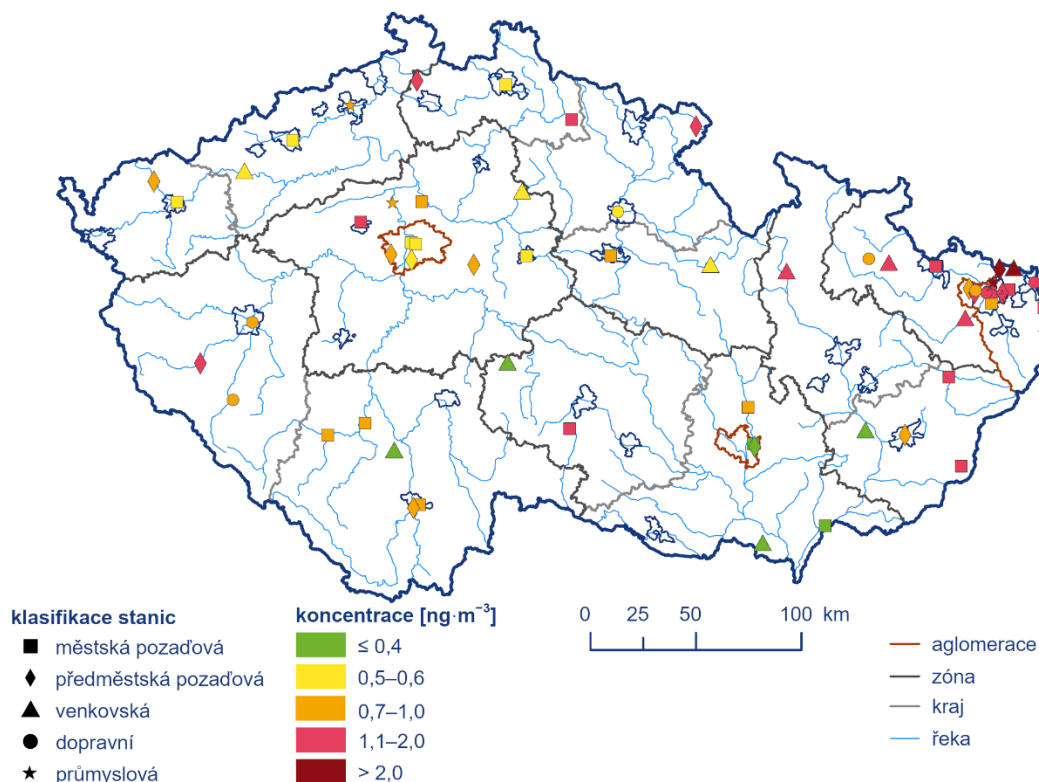 klasifikace stanic
městská pozaďová
předměstská pozaďová
venkovská
dopravní
průmyslová
koncentrace [ng·m⁻³]
≤ 0,4
0,5–0,6
0,7–1,0
1,1–2,0
> 2,0
0 25 50 100 km
aglomerace
zóna
kraj
řeka